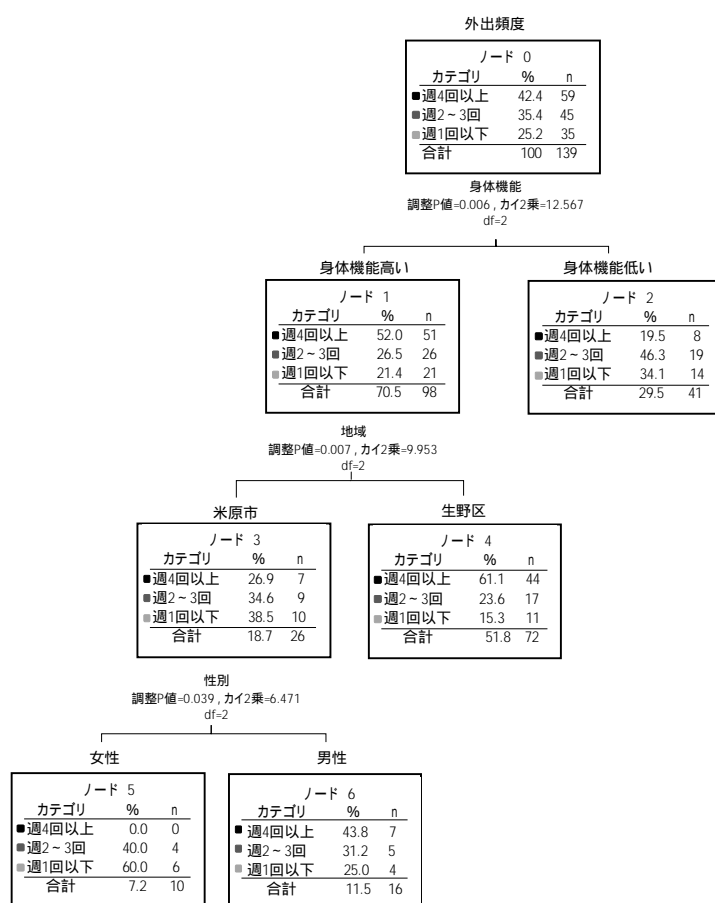 外出頻度
ノード 0
カテゴリ % n
週4回以上 42.4 59
週2~3回 35.4 45
週1回以下 25.2 35
合計 100 139
身体機能
調整P値=0.006 , カイ2乗=12.567
df=2
身体機能高い
ノード 1
カテゴリ % n
週4回以上 52.0 51
週2~3回 26.5 26
週1回以下 21.4 21
合計 70.5 98
身体機能低い
ノード 2
カテゴリ % n
週4回以上 19.5 8
週2~3回 46.3 19
週1回以下 34.1 14
合計 29.5 41
地域
調整P値=0.007 , カイ2乗=9.953
df=2
米原市
ノード 3
カテゴリ % n
週4回以上 26.9 7
週2~3回 34.6 9
週1回以下 38.5 10
合計 18.7 26
生野区
ノード 4
カテゴリ % n
週4回以上 61.1 44
週2~3回 23.6 17
週1回以下 15.3 11
合計 51.8 72
性別
調整P値=0.039 , カイ2乗=6.471
df=2
女性
ノード 5
カテゴリ % n
週4回以上 0.0 0
週2~3回 40.0 4
週1回以下 60.0 6
合計 7.2 10
男性
ノード 6
カテゴリ % n
週4回以上 43.8 7
週2~3回 31.2 5
週1回以下 25.0 4
合計 11.5 16